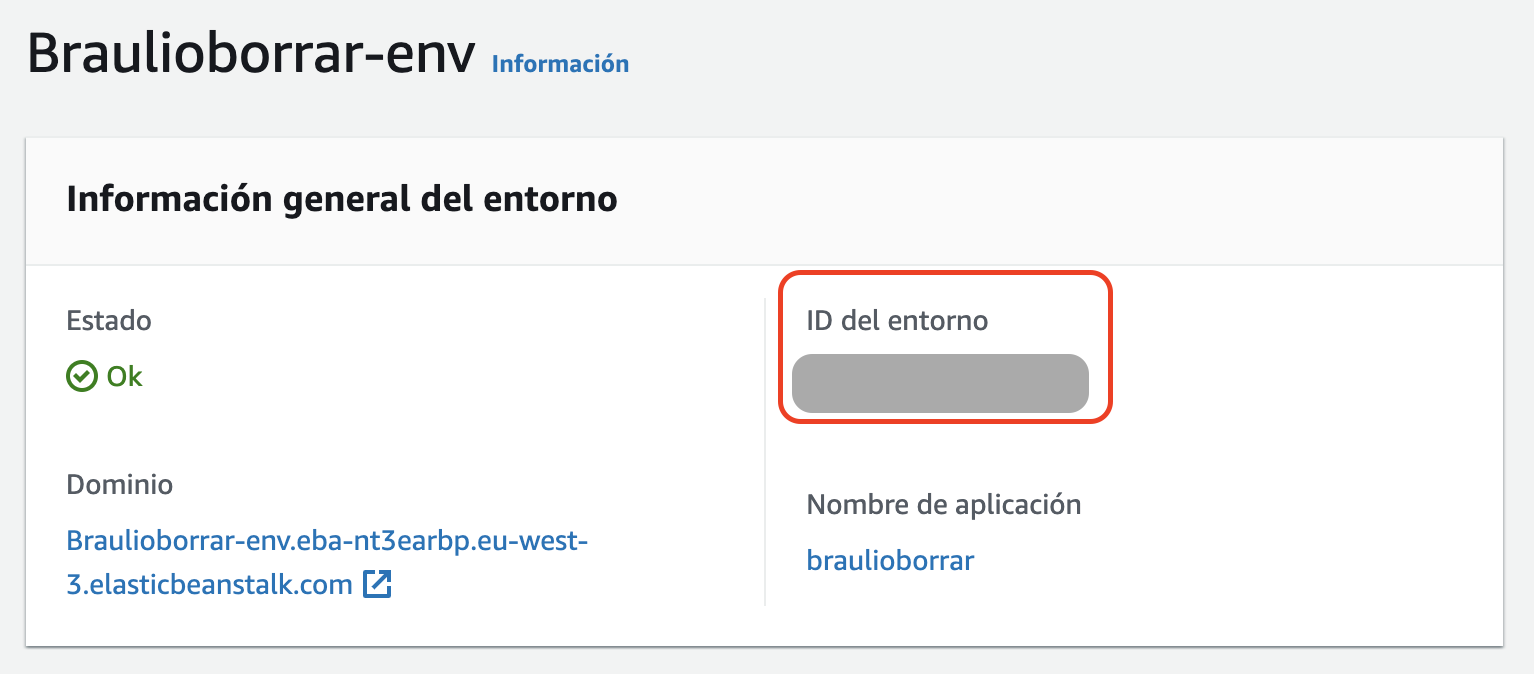 Braulioborrar-env Información
Información general del entorno
Estado
Ok
Dominio
Braulioborrar-env.eba-nt3earbp.eu-west-
3.elasticbeanstalk.com
ID del entorno
Nombre de aplicación
braulioborrar